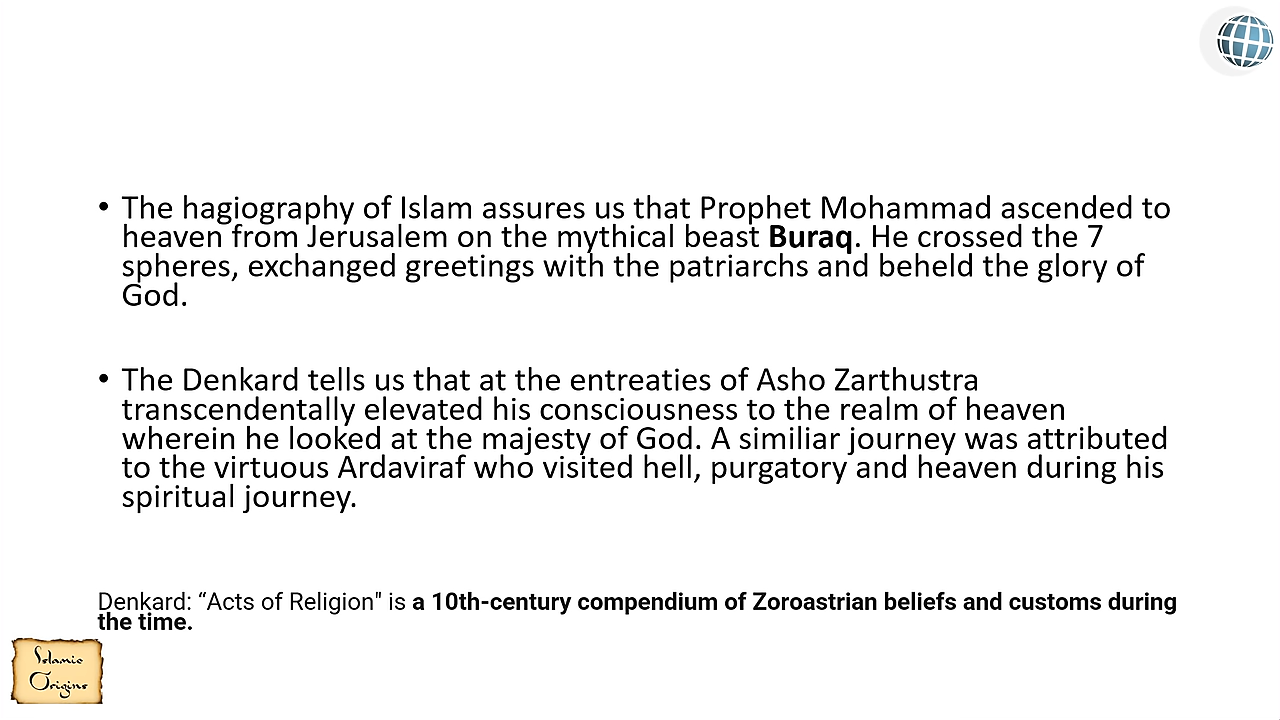 • The hagiography of Islam assures us that Prophet Mohammad ascended to
heaven from Jerusalem on the mythical beast Buraq. He crossed the 7
spheres, exchanged greetings with the patriarchs and beheld the glory of
God.
• The Denkard tells us that at the entreaties of Asho Zarthustra
transcendentally elevated his consciousness to the realm of heaven
wherein he looked at the majesty of God. A similiar journey was attributed
to the virtuous Ardaviraf who visited hell, purgatory and heaven during his
spiritual journey.
Denkard: “Acts of Religion" is a 10th-century compendium of Zoroastrian beliefs and customs during
the time.
Islamic
Origins